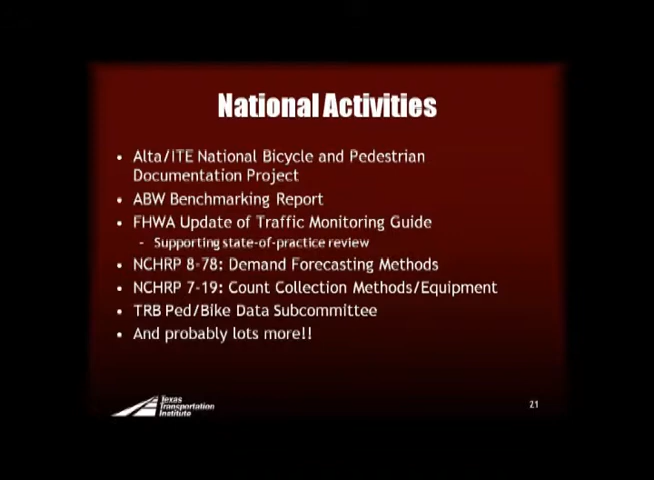 National Activities
• Alta/ITE National Bicycle and Pedestrian
Documentation Project
• ABW Benchmarking Report
• FHWA Update of Traffic Monitoring Guide
- Supporting state-of-practice review
• NCHRP 8-78: Demand Forecasting Methods
• NCHRP 7-19: Count Collection Methods/Equipment
• TRB Ped/Bike Data Subcommittee
• And probably lots more!!
Texas
Transportation
Institute
21